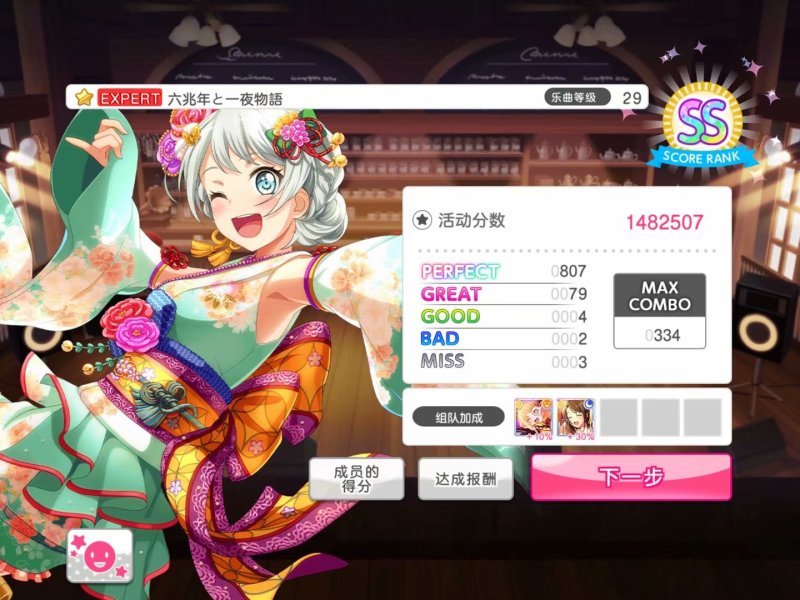 EXPERT 六兆年と一夜物語 乐曲等级 29
SS
SCORE RANK
活动分数 1482507
PERFECT 0807
GREAT 0079
GOOD 0004
BAD 0002
MISS 0003
MAX
COMBO
0334
组队加成
+10% +30%
成员的
得分
达成报酬
下一步